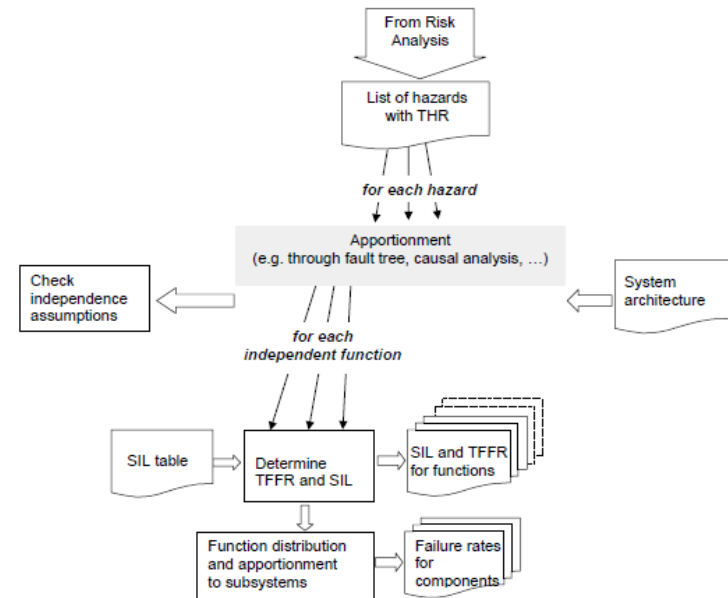 From Risk
Analysis
List of hazards
with THR
for each hazard
Apportionment
(e.g. through fault tree, causal analysis, …)
Check
independence
assumptions
System
architecture
for each
independent function
SIL table
Determine
TFFR and SIL
SIL and TFFR
for functions
Function distribution
and apportionment
to subsystems
Failure rates
for
components